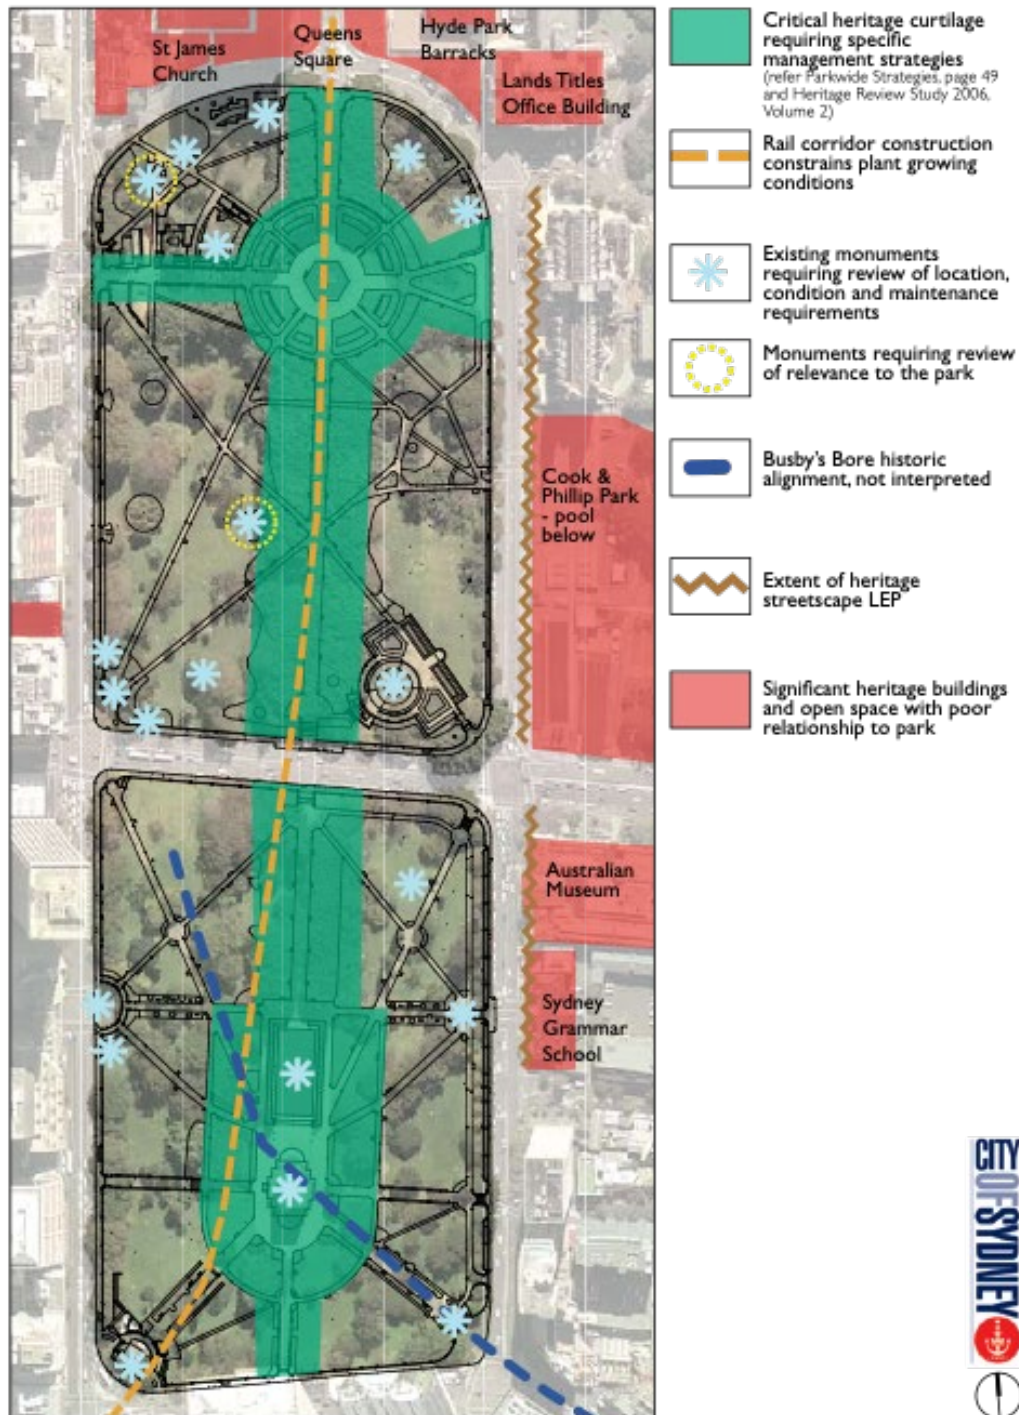 St James
Church
Queens
Square
Hyde Park
Barracks
Lands Titles
Office Building
Cook &
Phillip Park
- pool
below
Australian
Museum
Sydney
Grammar
School
Critical heritage curtilage
requiring specific
management strategies
(refer Parkwide Strategies, page 49
and Heritage Review Study 2006,
Volume 2)
Rail corridor construction
constrains plant growing
conditions
Existing monuments
requiring review of location,
condition and maintenance
requirements
Monuments requiring review
of relevance to the park
Busby's Bore historic
alignment, not interpreted
Extent of heritage
streetscape LEP
Significant heritage buildings
and open space with poor
relationship to park
CITY OF SYDNEY